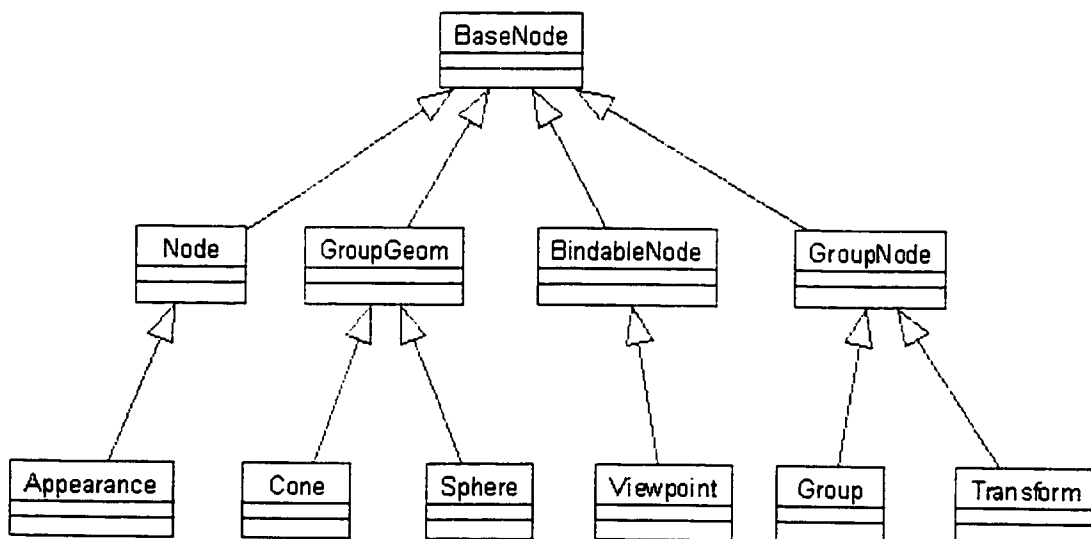 BaseNode
Node
GroupGeom
BindableNode
GroupNode
Appearance
Cone
Sphere
Viewpoint
Group
Transform